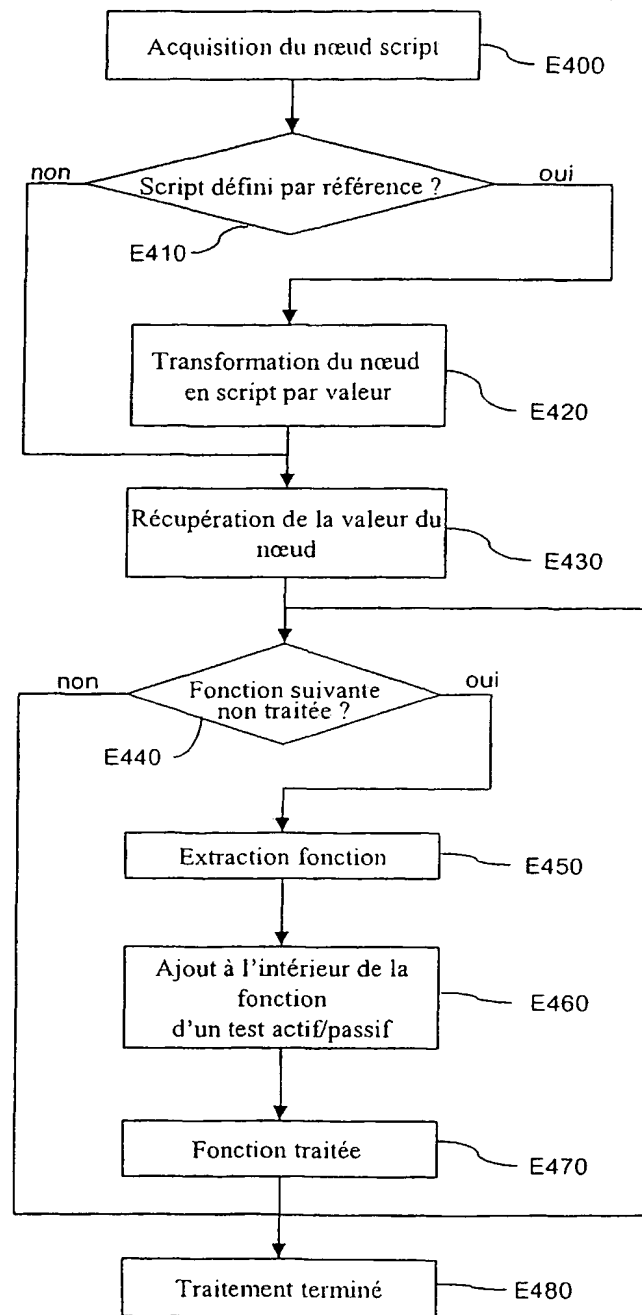 Acquisition du nœud script
E400
non
Script défini par référence ?
oui
E410
Transformation du nœud
en script par valeur
E420
Récupération de la valeur du
nœud
E430
non
Fonction suivante
non traitée ?
oui
E440
Extraction fonction
E450
Ajout à l'intérieur de la
fonction
d'un test actif/passif
E460
Fonction traitée
E470
Traitement terminé
E480